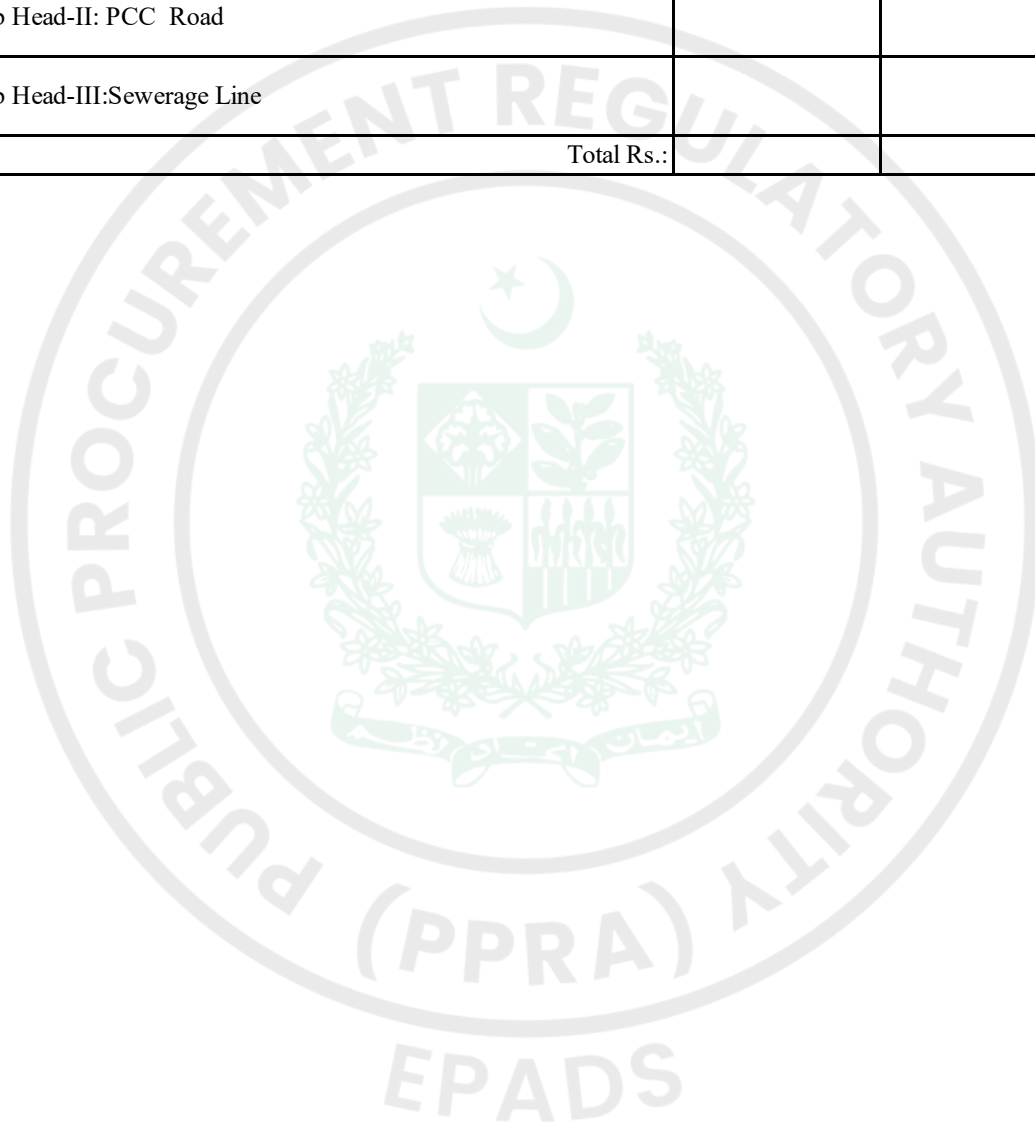 b Head-II: PCC Road
b Head-III:Sewerage Line
Total Rs.:
PUBLIC PROCUREMENT REGULATORY AUTHORITY
(PPRA)
EPADS